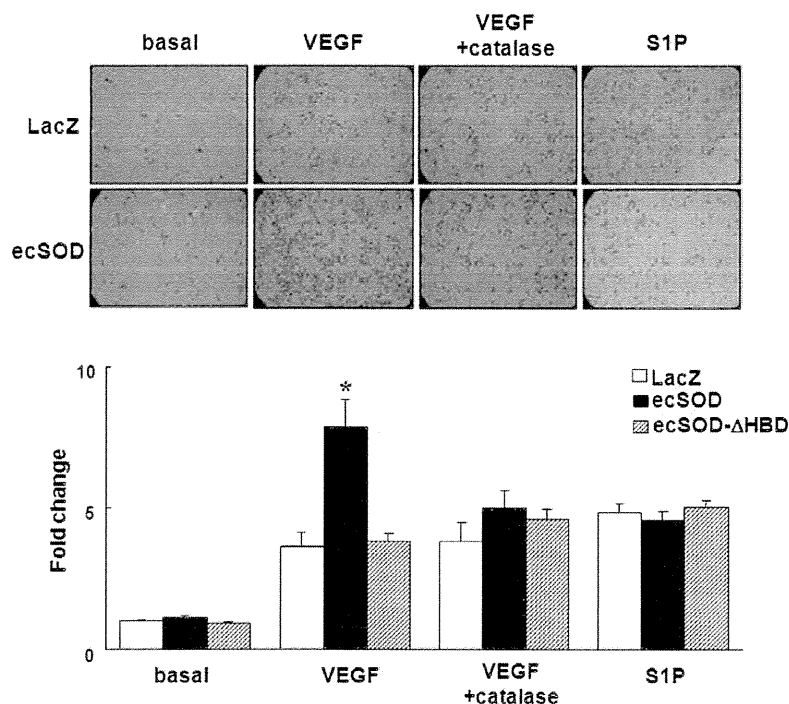 basal VEGF VEGF +catalase S1P
LacZ
ecSOD
10
5
0
Fold change
*
LacZ
ecSOD
ecSOD-ΔHBD
basal VEGF VEGF +catalase S1P